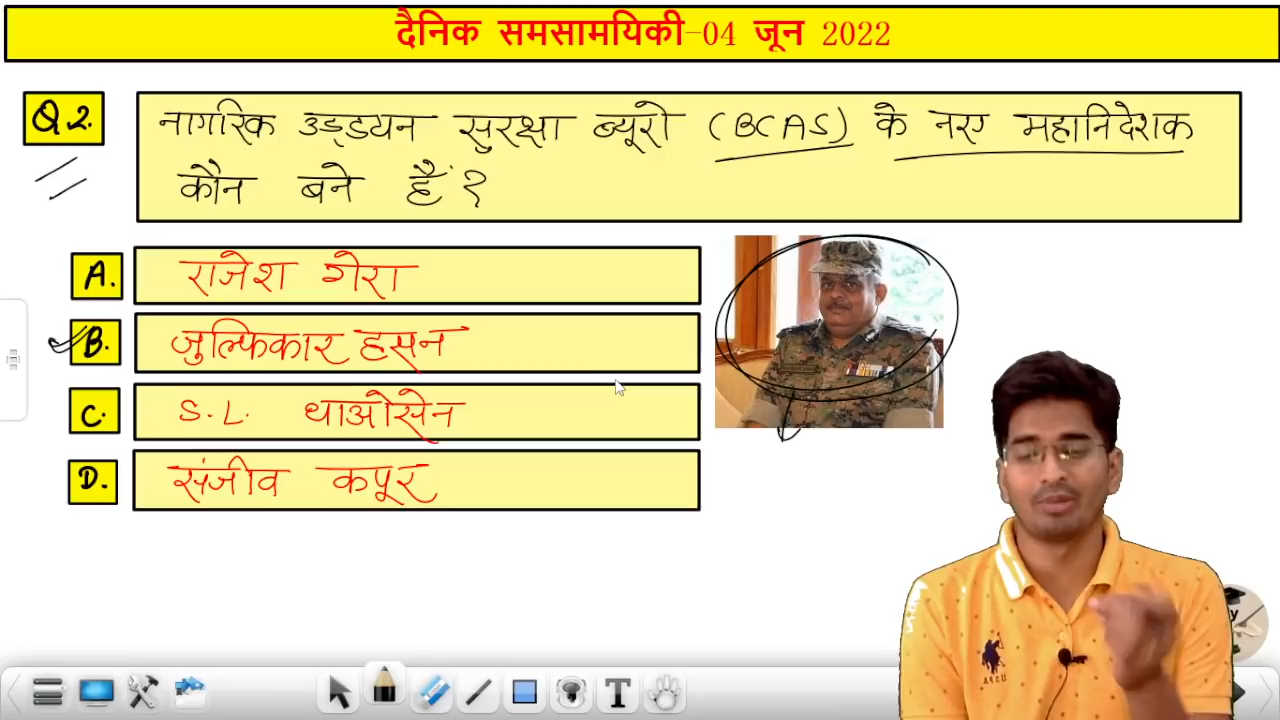 दैनिक समसामयिकी-04 जून 2022
Q.2. नागरिक उड्डयन सुरक्षा ब्यूरो (BCAS) के नए महानिदेशक
कौन बने हैं?
A. राजेश गेरा
B. जुल्फिकार हसन
C. S.L. थाओसेन
D. संजीव कपूर